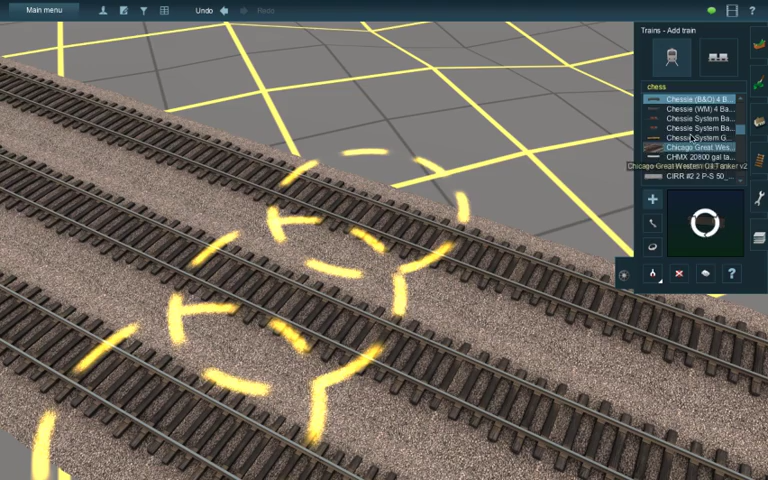 Main menu
Undo
Redo
?
Trains - Add train
chess
Chessie (B&O) 4 B...
Chessie (WM) 4 Ba...
Chessie System Ba...
Chessie System Ba...
Chessie System G...
Chicago Great Wes...
CHMX 20800 gal ta...
Chicago Great Western Oil Tanker v2
CIRR #2 2 P-S 50_...
?